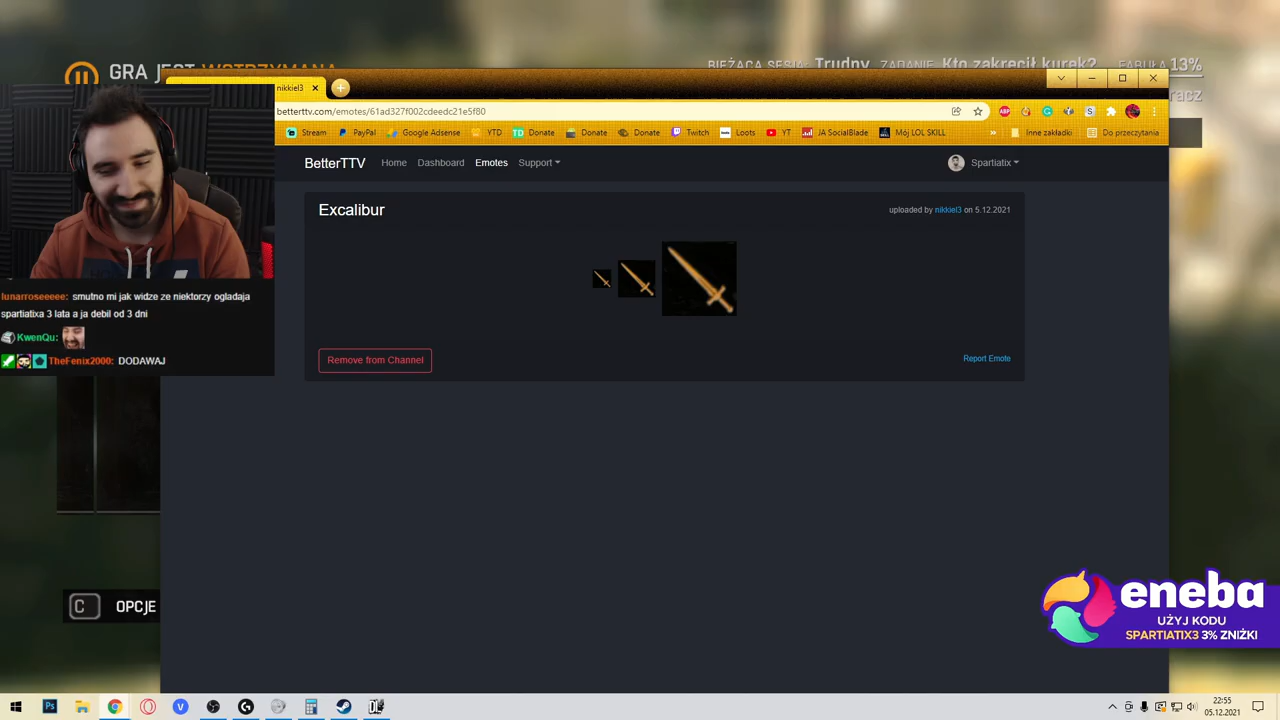 GRA JEST WSTRZYMANA
BIEŻĄCA SESJA: Trudny ZADANIE: Kto zakręcił kurek? FABUŁA 13%
nikkiel3
betterttv.com/emotes/61ad327f002cdeedc21e5f80
Stream PayPal Google Adsense YTD Donate Donate Donate Twitch Loots YT JA SocialBlade Mój LOL SKILL » Inne zakładki Do przeczytania
BetterTTV Home Dashboard Emotes Support Spartiatix
Excalibur
uploaded by nikkiel3 on 5.12.2021
Remove from Channel
Report Emote
lunarroseeeee: smutno mi jak widze ze niektorzy ogladaja
spartiatix 3 lata a ja debil od 3 dni
KwenQu:
TheFenix2000: DODAWAJ
C OPCJE
eneba
UŻYJ KODU
SPARTIATIX3 3% ZNIŻKI
22:55
05.12.2021